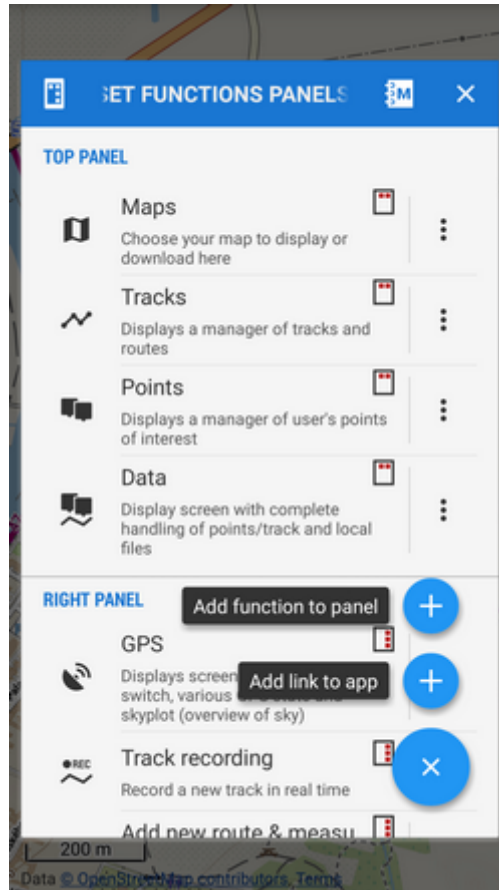 SET FUNCTIONS PANELS
M
TOP PANEL
Maps
Choose your map to display or
download here
Tracks
Displays a manager of tracks and
routes
Points
Displays a manager of user's points
of interest
Data
Display screen with complete
handling of points/track and local
files
RIGHT PANEL
Add function to panel
GPS
Displays screen
Add link to app
switch, various
skyplot (overview of sky)
REC
Track recording
Record a new track in real time
Add new route & measu
200 m
Data © OpenStreetMap contributors, Terms